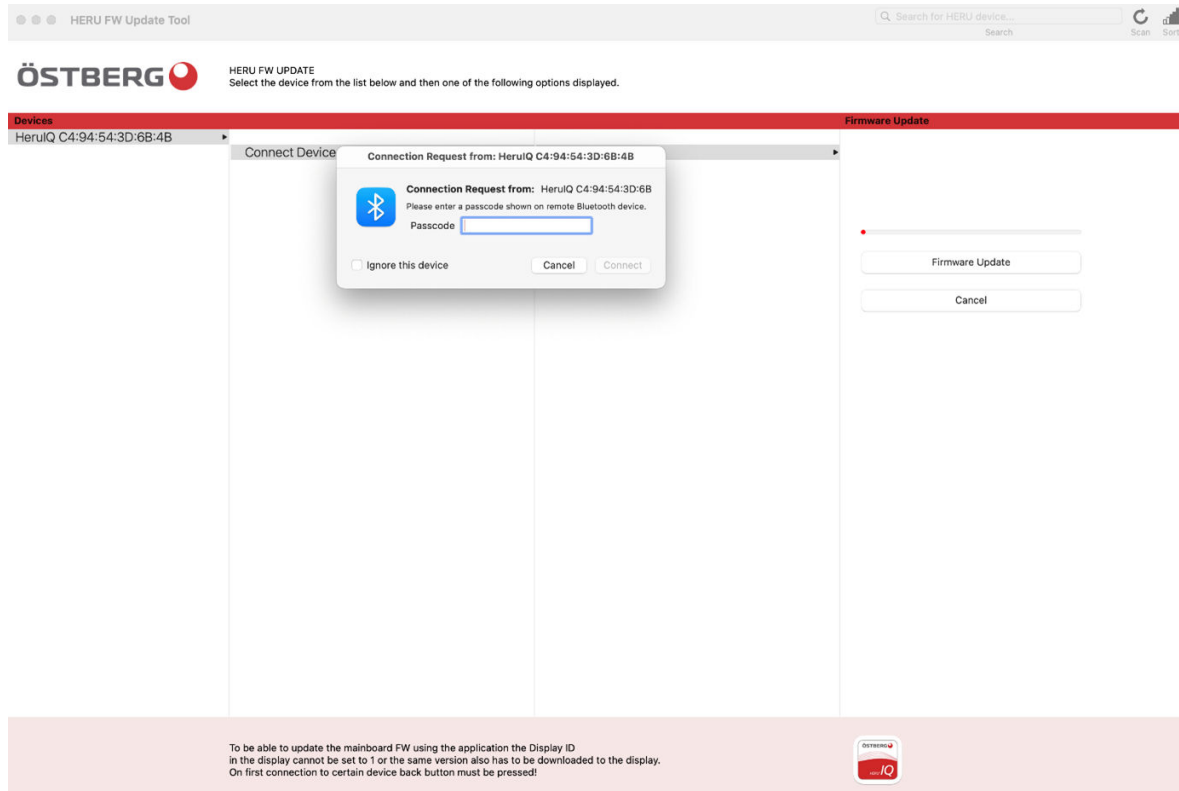 HERU FW Update Tool
Search for HERU device...
Search
Scan
Sort
ÖSTBERG
HERU FW UPDATE
Select the device from the list below and then one of the following options displayed.
Devices
Firmware Update
HeruIQ C4:94:54:3D:6B:4B
Connect Device
Connection Request from: HeruIQ C4:94:54:3D:6B:4B
Connection Request from: HeruIQ C4:94:54:3D:6B
Please enter a passcode shown on remote Bluetooth device.
Passcode
Ignore this device
Cancel
Connect
Firmware Update
Cancel
To be able to update the mainboard FW using the application the Display ID
in the display cannot be set to 1 or the same version also has to be downloaded to the display.
On first connection to certain device back button must be pressed!
ÖSTBERG
HERU IQ